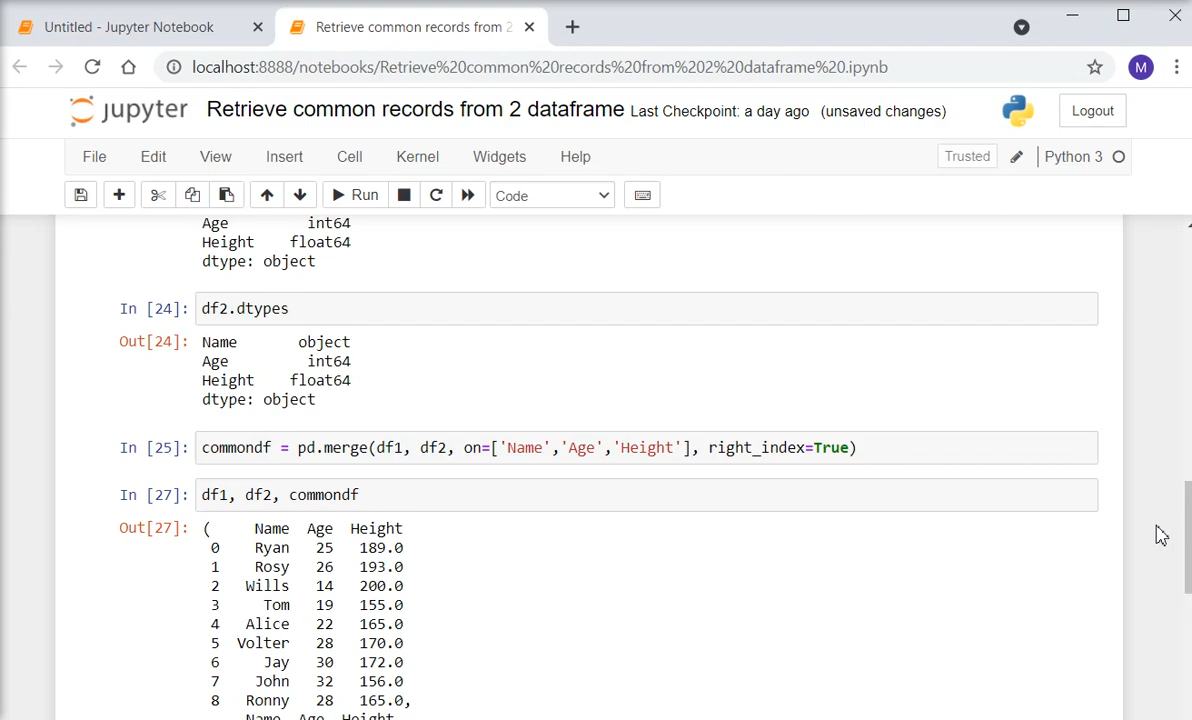 Untitled - Jupyter Notebook
Retrieve common records from 2
localhost:8888/notebooks/Retrieve%20common%20records%20from%202%20dataframe%20.ipynb
M
jupyter Retrieve common records from 2 dataframe Last Checkpoint: a day ago (unsaved changes)
Logout
File Edit View Insert Cell Kernel Widgets Help
Trusted
Python 3
Run
Code
Age int64
Height float64
dtype: object
In [24]: df2.dtypes
Out[24]: Name object
Age int64
Height float64
dtype: object
In [25]: commondf = pd.merge(df1, df2, on=['Name','Age','Height'], right_index=True)
In [27]: df1, df2, commondf
Out[27]: ( Name Age Height
0 Ryan 25 189.0
1 Rosy 26 193.0
2 Wills 14 200.0
3 Tom 19 155.0
4 Alice 22 165.0
5 Volter 28 170.0
6 Jay 30 172.0
7 John 32 156.0
8 Ronny 28 165.0,
Name Age Height